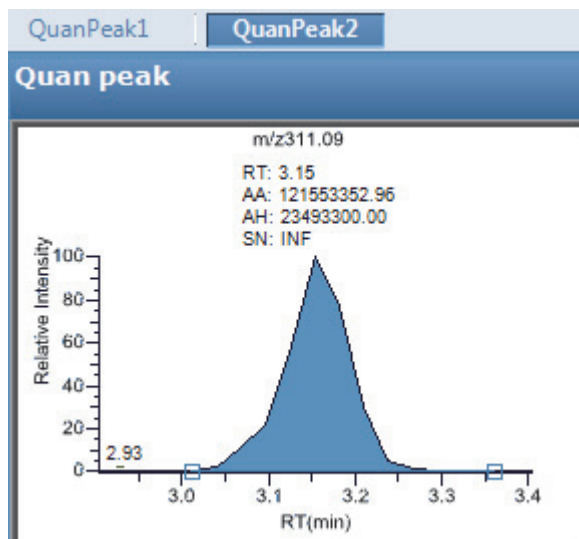 QuanPeak1 QuanPeak2
Quan peak
m/z311.09
RT: 3.15
AA: 121553352.96
AH: 23493300.00
SN: INF
Relative Intensity
100
80
60
40
20
0
2.93
3.0 3.1 3.2 3.3 3.4
RT(min)